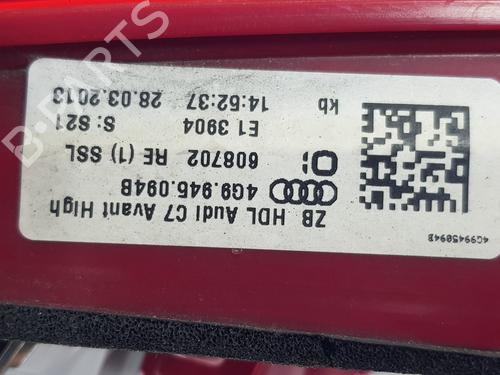 ZB HDL Audi C7 Avant High
4G9.945.094B
608702 RE (1) SSL
E1 3904 S: S21
14:52:37 28.03.2013
kb
4G9945094B
B-PARTS